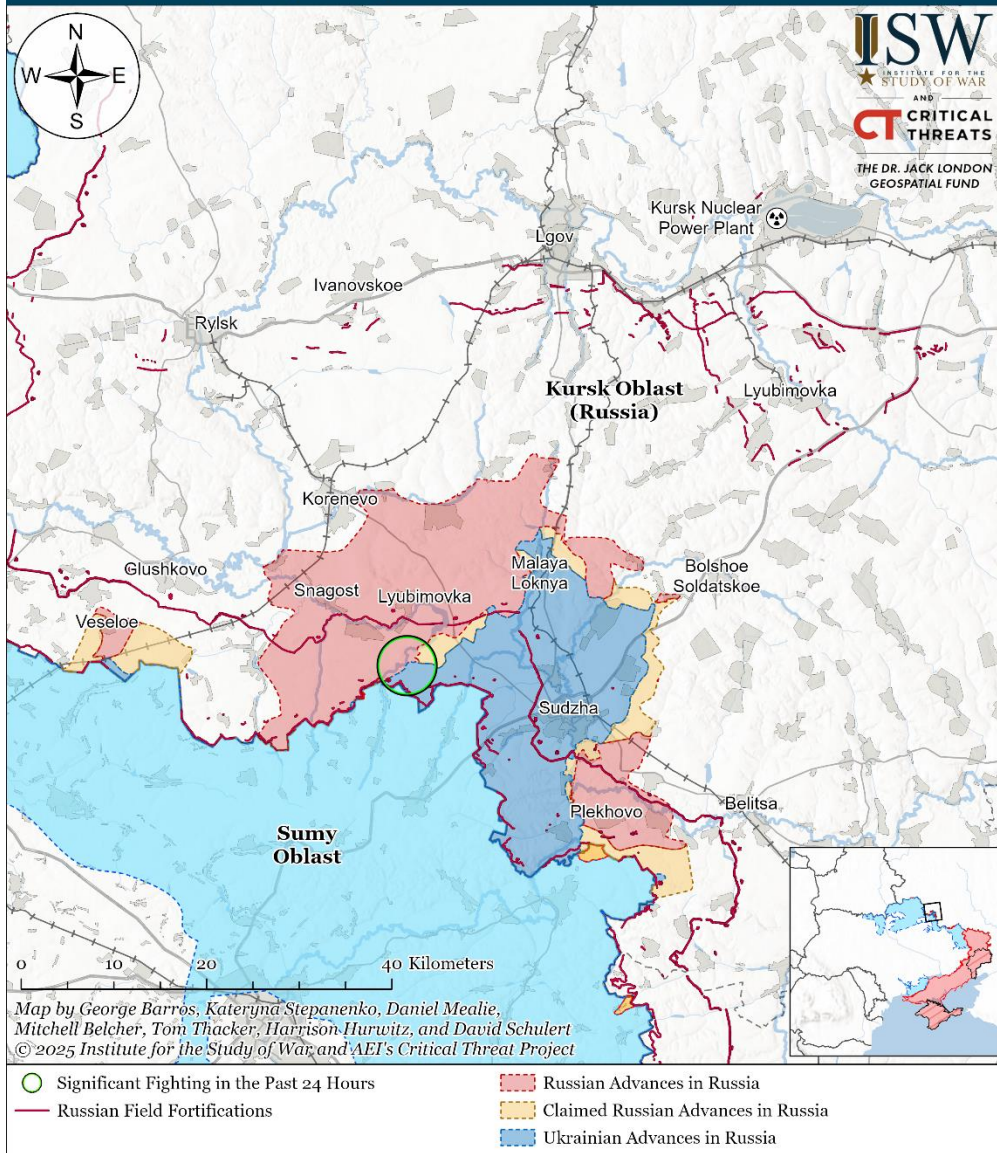 N
W E
S
ISW
INSTITUTE FOR THE
STUDY OF WAR
AND
CT CRITICAL
THREATS
THE DR. JACK LONDON
GEOSPATIAL FUND
Kursk Nuclear
Power Plant
Lgov
Ivanovskoe
Rylsk
Kursk Oblast
(Russia)
Lyubimovka
Korenevo
Glushkovo
Malaya
Loknya
Bolshoe
Soldatskoe
Snagost
Lyubimovka
Veseloe
Sudzha
Plekhovo
Belitsa
Sumy
Oblast
0 10 20 40 Kilometers
Map by George Barros, Kateryna Stepanenko, Daniel Mealie,
Mitchell Belcher, Tom Thacker, Harrison Hurwitz, and David Schulert
© 2025 Institute for the Study of War and AEI's Critical Threat Project
Significant Fighting in the Past 24 Hours
Russian Field Fortifications
Russian Advances in Russia
Claimed Russian Advances in Russia
Ukrainian Advances in Russia